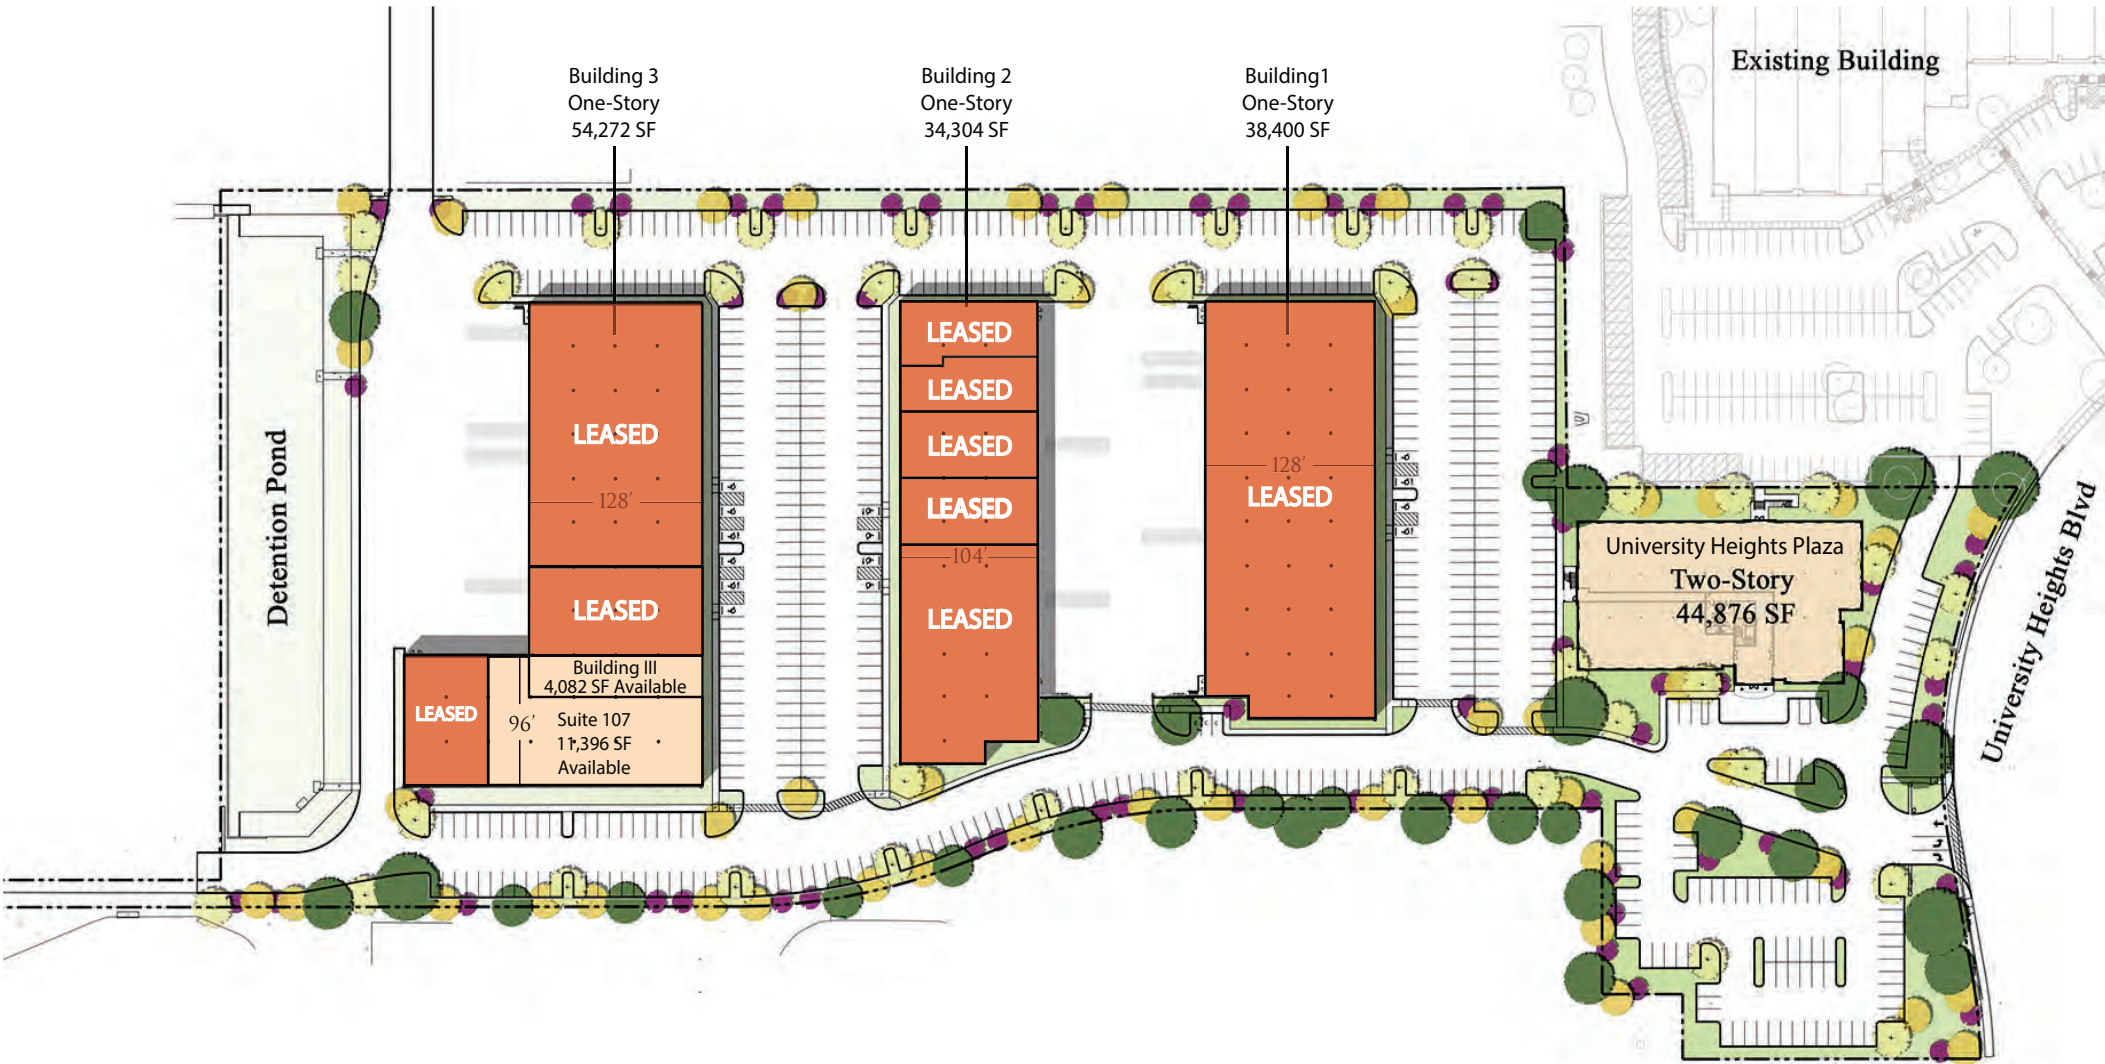 Existing Building
Building 3
One-Story
54,272 SF
Building 2
One-Story
34,304 SF
Building1
One-Story
38,400 SF
LEASED
128'
LEASED
LEASED
Building III
4,082 SF Available
96'
Suite 107
11,396 SF
Available
LEASED
LEASED
LEASED
LEASED
104'
LEASED
128'
LEASED
University Heights Plaza
Two-Story
44,876 SF
Detention Pond
University Heights Blvd